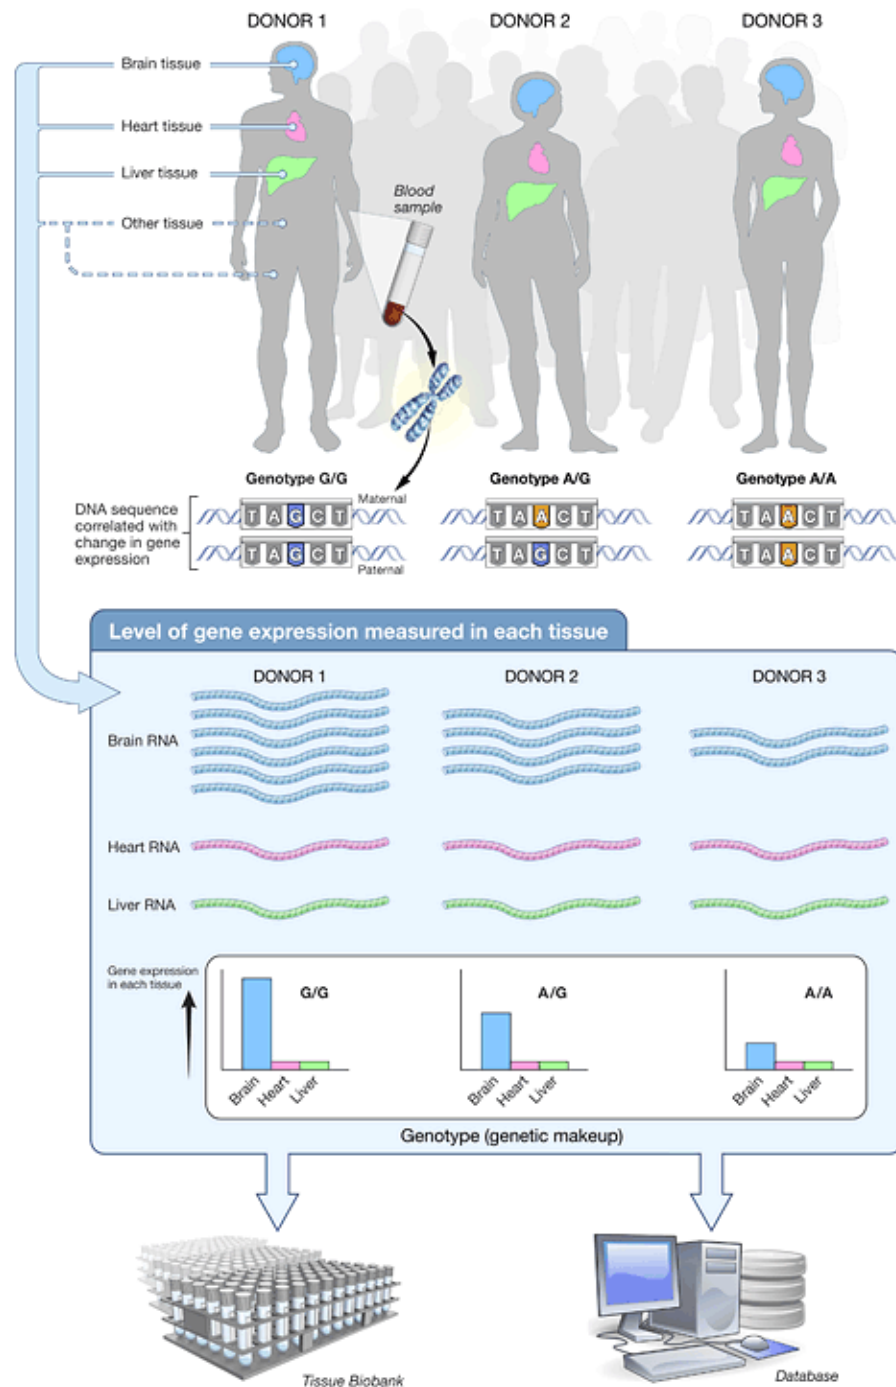 DONOR 1
DONOR 2
DONOR 3
Brain tissue
Heart tissue
Liver tissue
Other tissue
Blood
sample
Genotype G/G
Genotype A/G
Genotype A/A
DNA sequence
correlated with
change in gene
expression
Maternal
Paternal
T A G C T
T A G C T
T A A C T
T A G C T
T A A C T
T A A C T
Level of gene expression measured in each tissue
DONOR 1
DONOR 2
DONOR 3
Brain RNA
Heart RNA
Liver RNA
Gene expression
in each tissue
G/G
A/G
A/A
Brain
Heart
Liver
Brain
Heart
Liver
Brain
Heart
Liver
Genotype (genetic makeup)
Tissue Biobank
Database